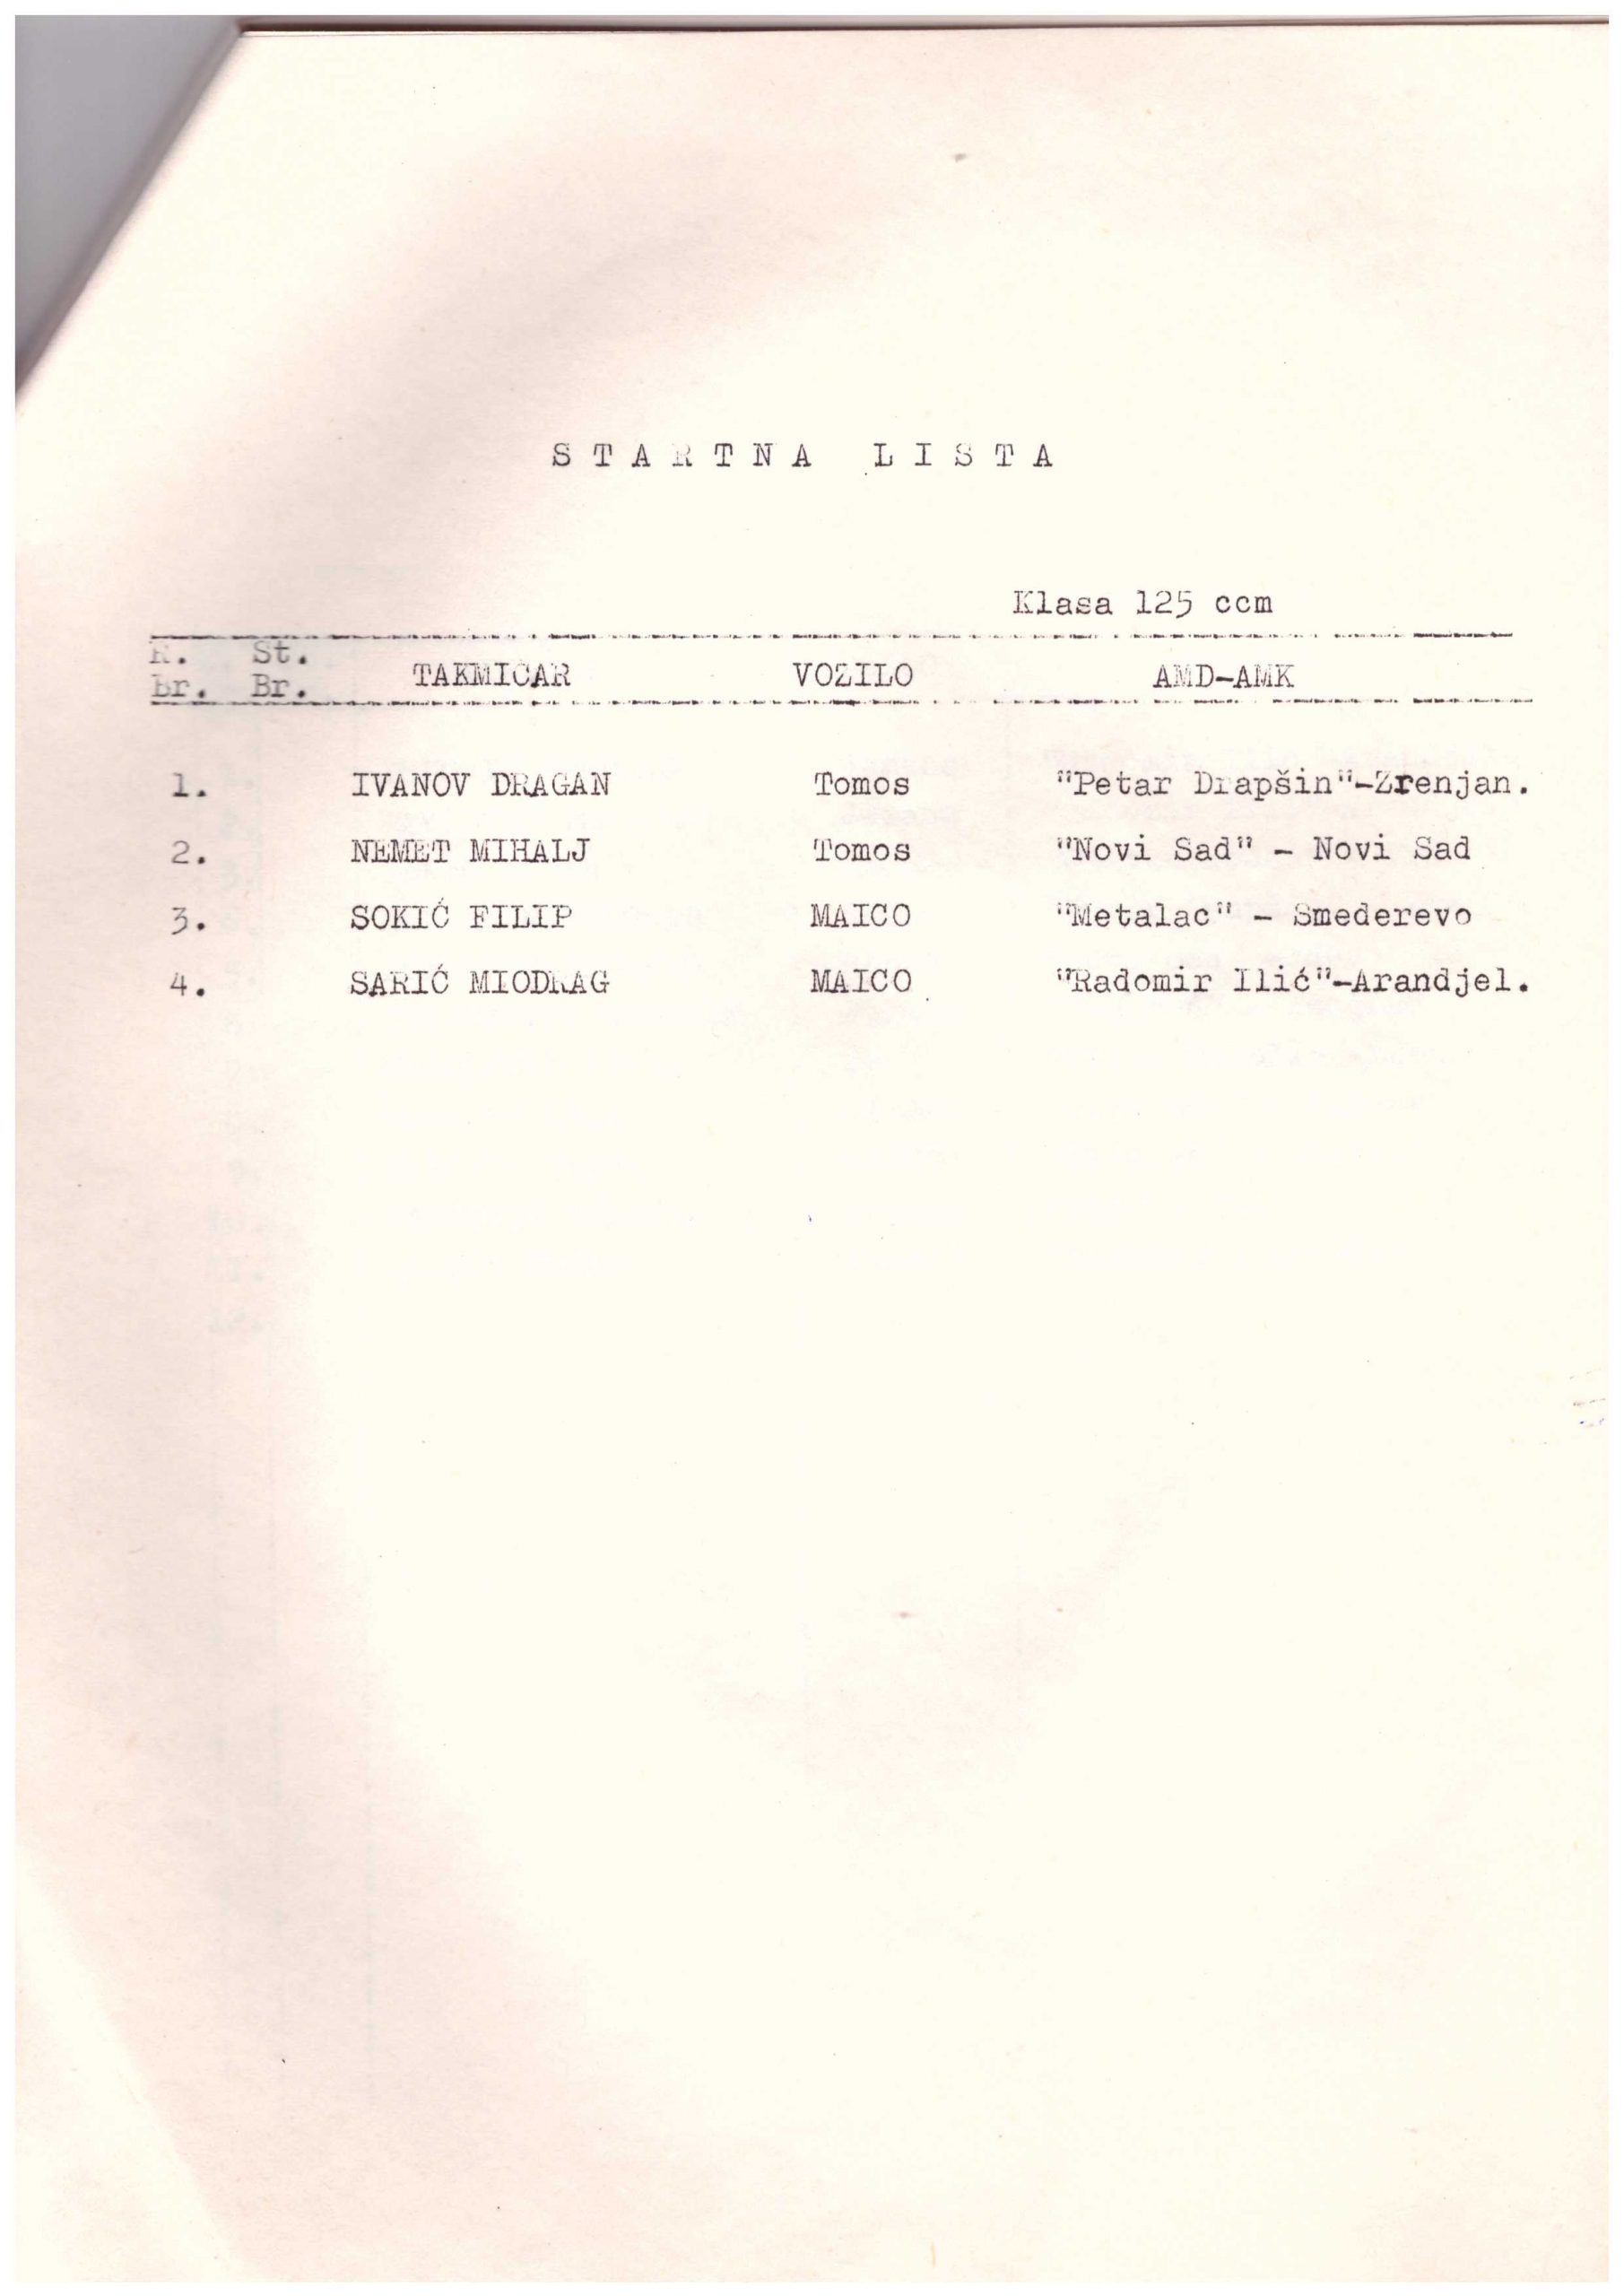 STARTNA LISTA
Klasa 125 ccm
R. St.
Br. Br. TAKMIČAR VOZILO AMD-AMK
1. IVANOV DRAGAN Tomos "Petar Drapšin"-Zrenjan.
2. NEMET MIHALJ Tomos "Novi Sad" - Novi Sad
3. SOKIĆ FILIP MAICO "Metalac" - Smederevo
4. SARIĆ MIODRAG MAICO "Radomir Ilić"-Arandjel.